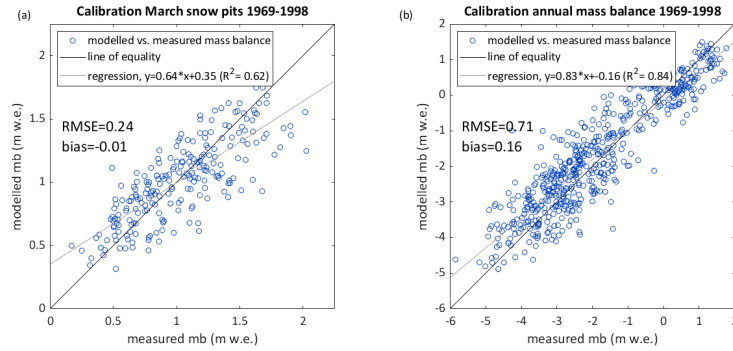 (a)
Calibration March snow pits 1969-1998
modelled vs. measured mass balance
line of equality
regression, y=0.64*x+0.35 (R²= 0.62)
RMSE=0.24
bias=-0.01
2
1.5
1
0.5
0
0
0.5
1
1.5
2
modelled mb (m w.e.)
measured mb (m w.e.)
(b)
Calibration annual mass balance 1969-1998
modelled vs. measured mass balance
line of equality
regression, y=0.83*x+-0.16 (R²= 0.84)
RMSE=0.71
bias=0.16
2
1
0
-1
-2
-3
-4
-5
-6
-6
-5
-4
-3
-2
-1
0
1
2
modelled mb (m w.e.)
measured mb (m w.e.)